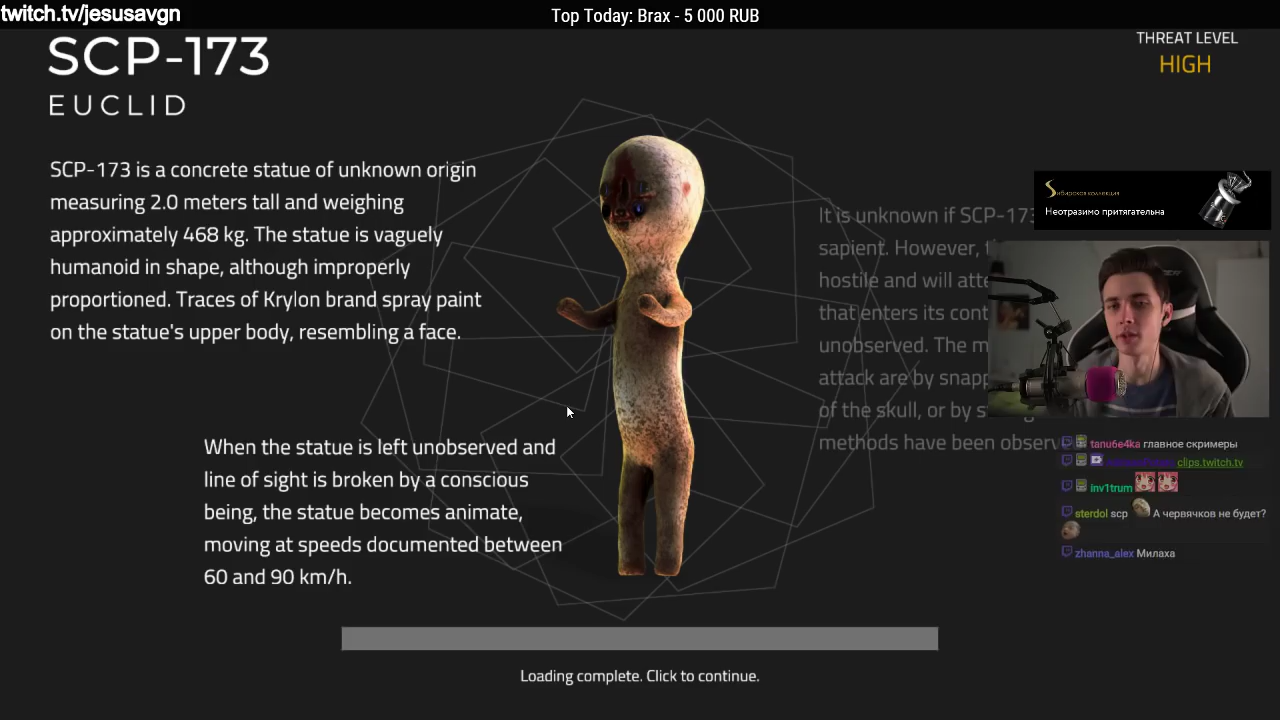 twitch.tv/jesusavgn
Top Today: Brax - 5 000 RUB
SCP-173
EUCLID
THREAT LEVEL
HIGH
SCP-173 is a concrete statue of unknown origin
measuring 2.0 meters tall and weighing
approximately 468 kg. The statue is vaguely
humanoid in shape, although improperly
proportioned. Traces of Krylon brand spray paint
on the statue's upper body, resembling a face.
When the statue is left unobserved and
line of sight is broken by a conscious
being, the statue becomes animate,
moving at speeds documented between
60 and 90 km/h.
It is unknown if SCP-173
sapient. However,
hostile and will
that enters its
unobserved. The
attack are by
of the skull, or by
methods have been
Сибирская коллекция
Неотразимо притягательна
tanu6e4ka главное скримеры
clips.twitch.tv
inv1trum
sterdol scp А червячков не будет?
zhanna_alex Милаха
Loading complete. Click to continue.